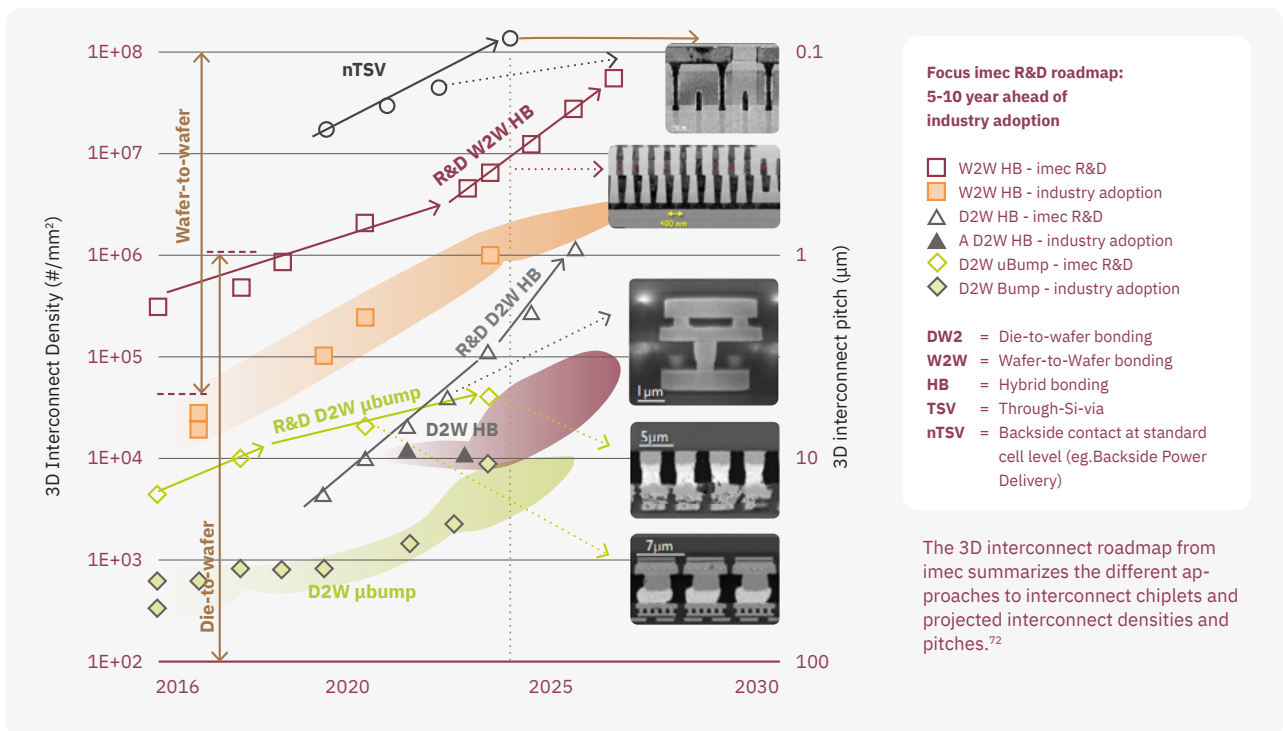 3D Interconnect Density (#/mm²)
1E+08
1E+07
1E+06
1E+05
1E+04
1E+03
1E+02
Wafer-to-wafer
Die-to-wafer
nTSV
R&D W2W HB
R&D D2W HB
R&D D2W µbump
D2W HB
D2W µbump
400 nm
1µm
5µm
7µm
0.1
1
10
100
3D interconnect pitch (µm)
2016
2020
2025
2030
Focus imec R&D roadmap:
5-10 year ahead of
industry adoption
W2W HB - imec R&D
W2W HB - industry adoption
D2W HB - imec R&D
A D2W HB - industry adoption
D2W uBump - imec R&D
D2W Bump - industry adoption
DW2 = Die-to-wafer bonding
W2W = Wafer-to-Wafer bonding
HB = Hybrid bonding
TSV = Through-Si-via
nTSV = Backside contact at standard
cell level (eg.Backside Power
Delivery)
The 3D interconnect roadmap from
imec summarizes the different ap-
proaches to interconnect chiplets and
projected interconnect densities and
pitches.⁷²